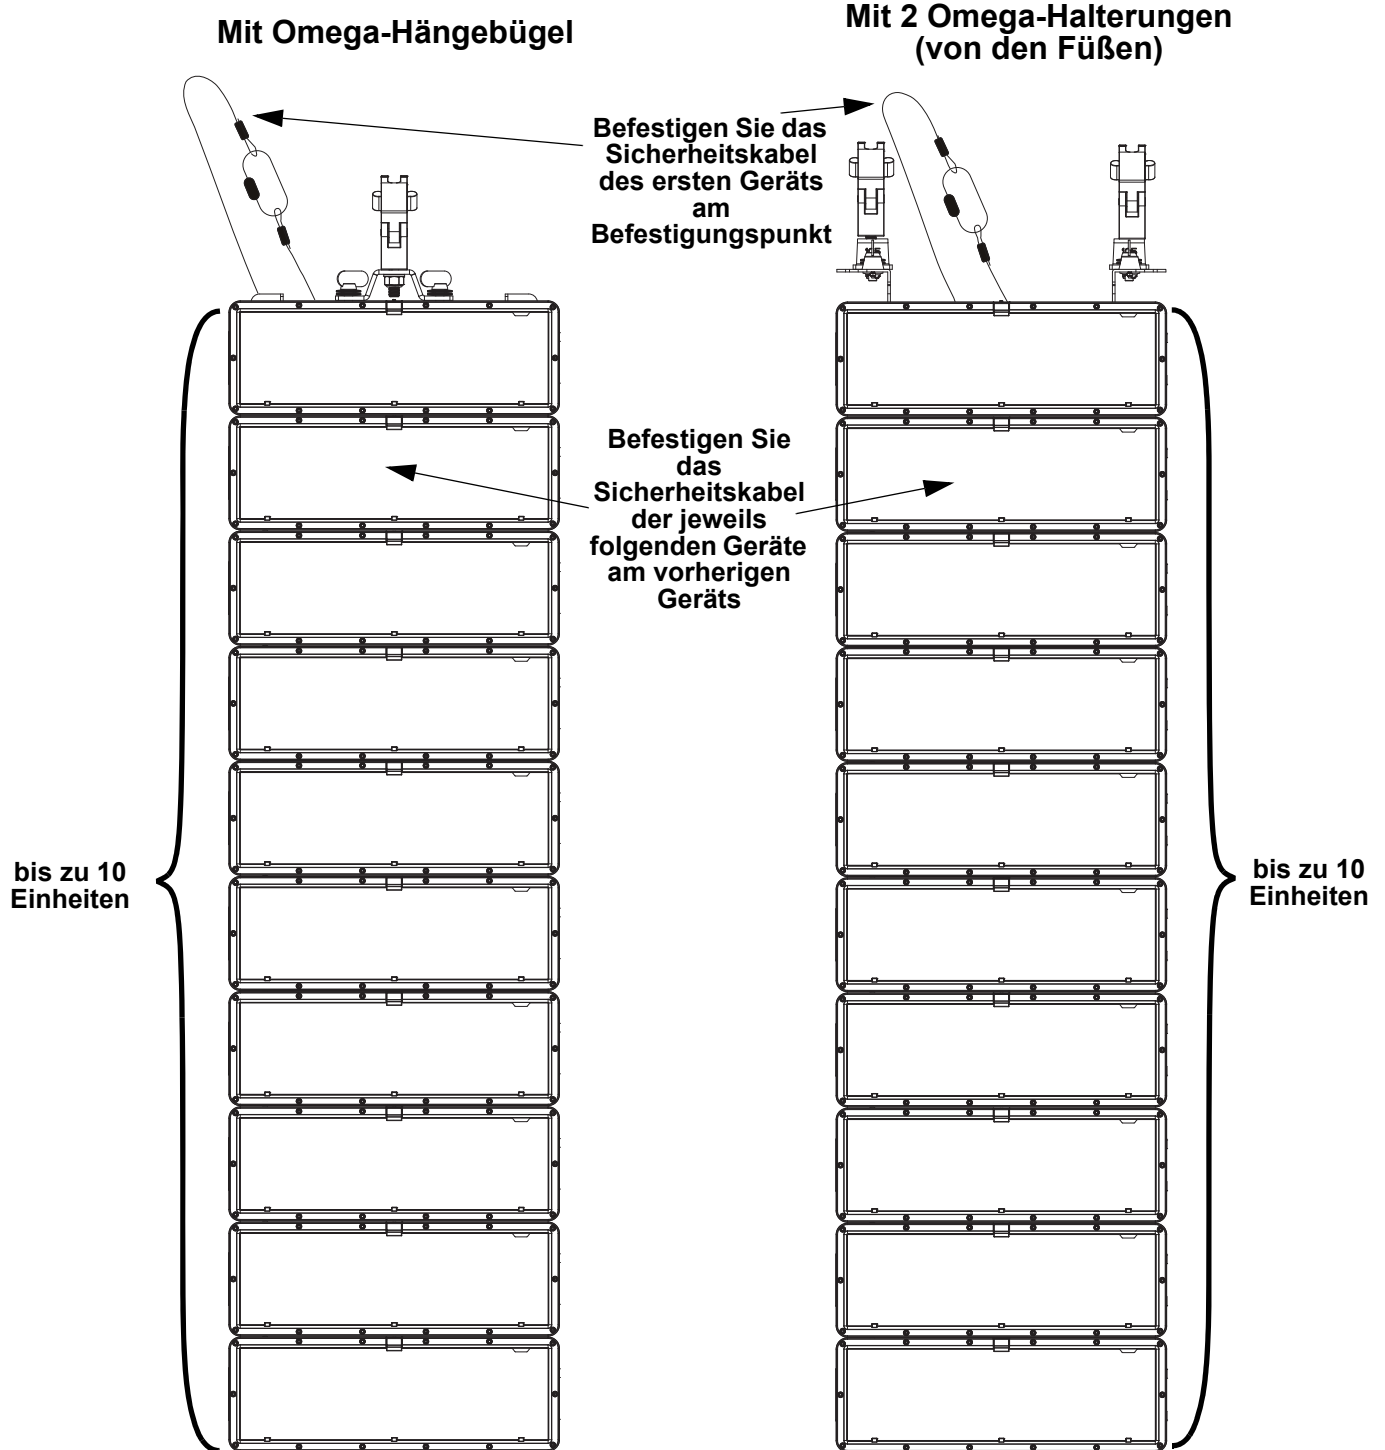 Mit Omega-Hängebügel
Mit 2 Omega-Halterungen
(von den Füßen)
Befestigen Sie das
Sicherheitskabel
des ersten Geräts
am
Befestigungspunkt
Befestigen Sie
das
Sicherheitskabel
der jeweils
folgenden Geräte
am vorherigen
Geräts
bis zu 10
Einheiten
bis zu 10
Einheiten